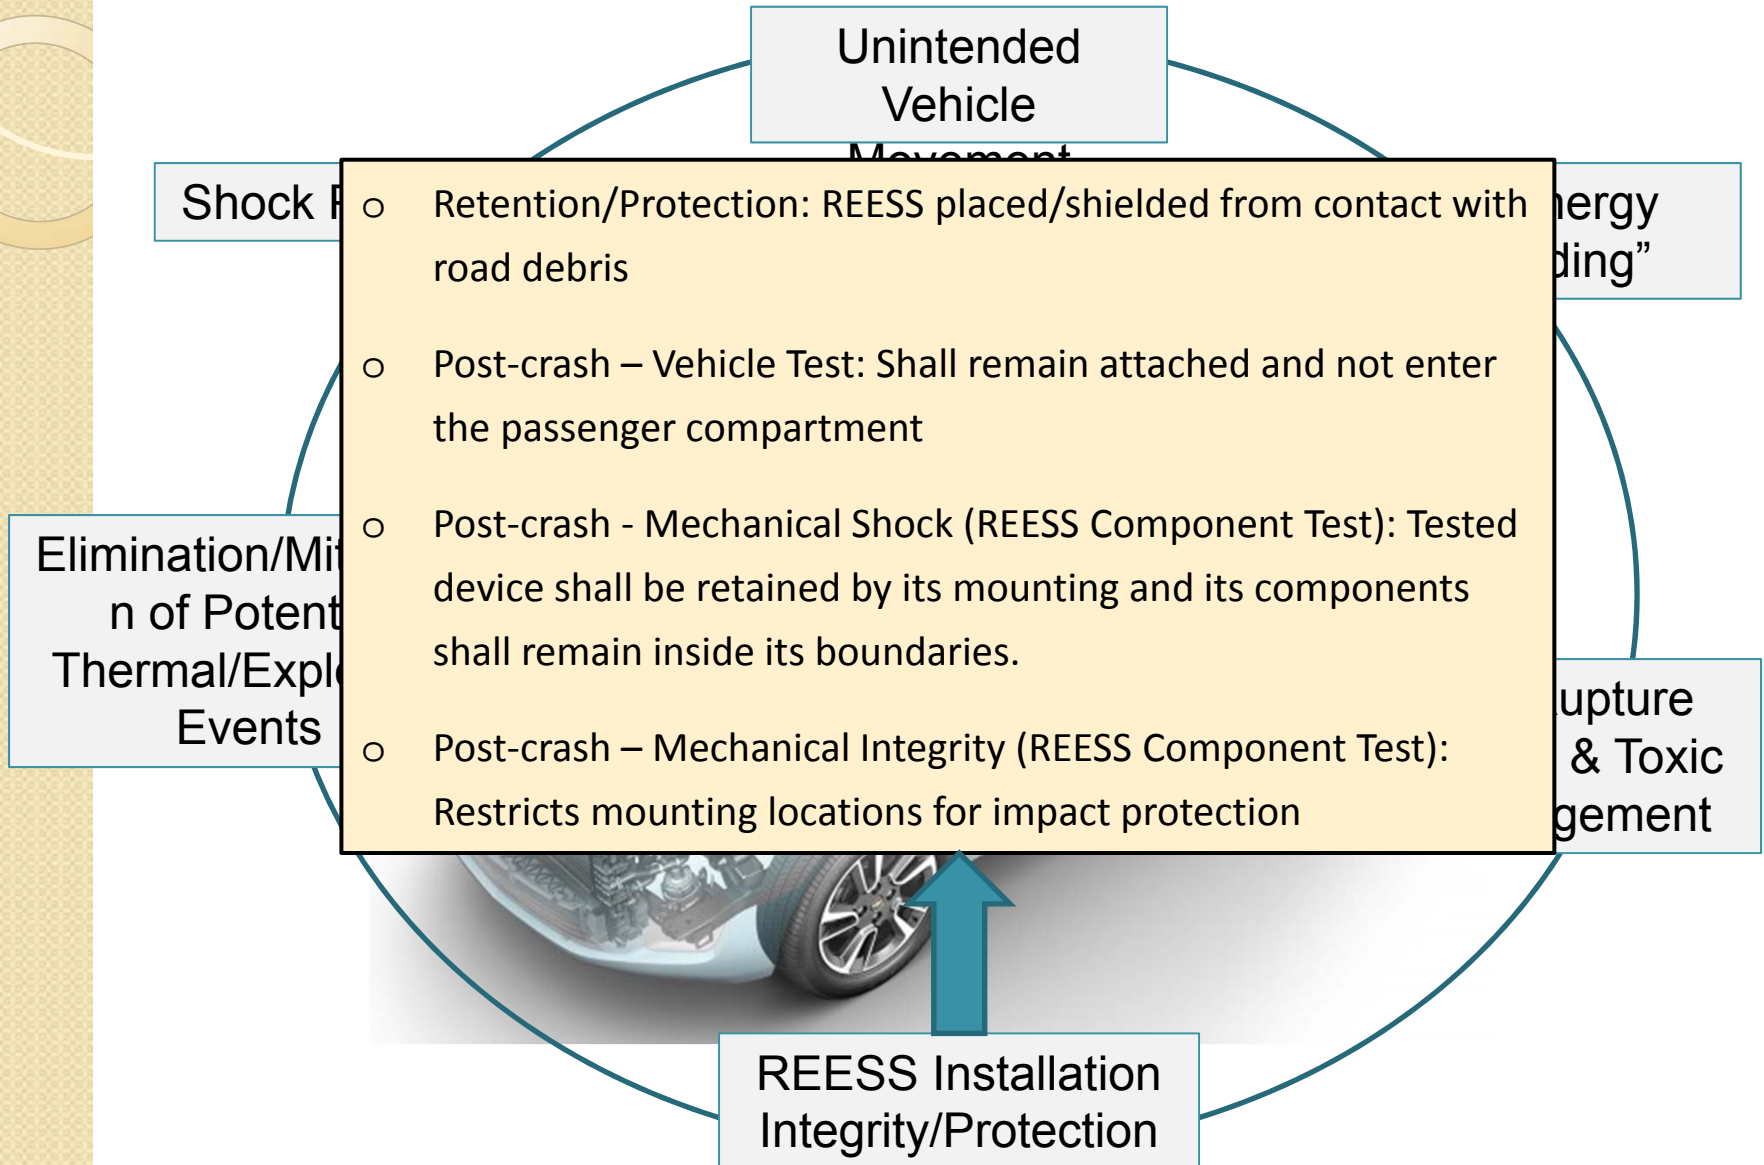 Unintended
Vehicle
Movement
Shock
o Retention/Protection: REESS placed/shielded from contact with
road debris
o Post-crash – Vehicle Test: Shall remain attached and not enter
the passenger compartment
o Post-crash - Mechanical Shock (REESS Component Test): Tested
device shall be retained by its mounting and its components
shall remain inside its boundaries.
o Post-crash – Mechanical Integrity (REESS Component Test):
Restricts mounting locations for impact protection
Elimination/Mit
n of Potent
Thermal/Expl
Events
ergy
ding”
upture
& Toxic
gement
REESS Installation
Integrity/Protection